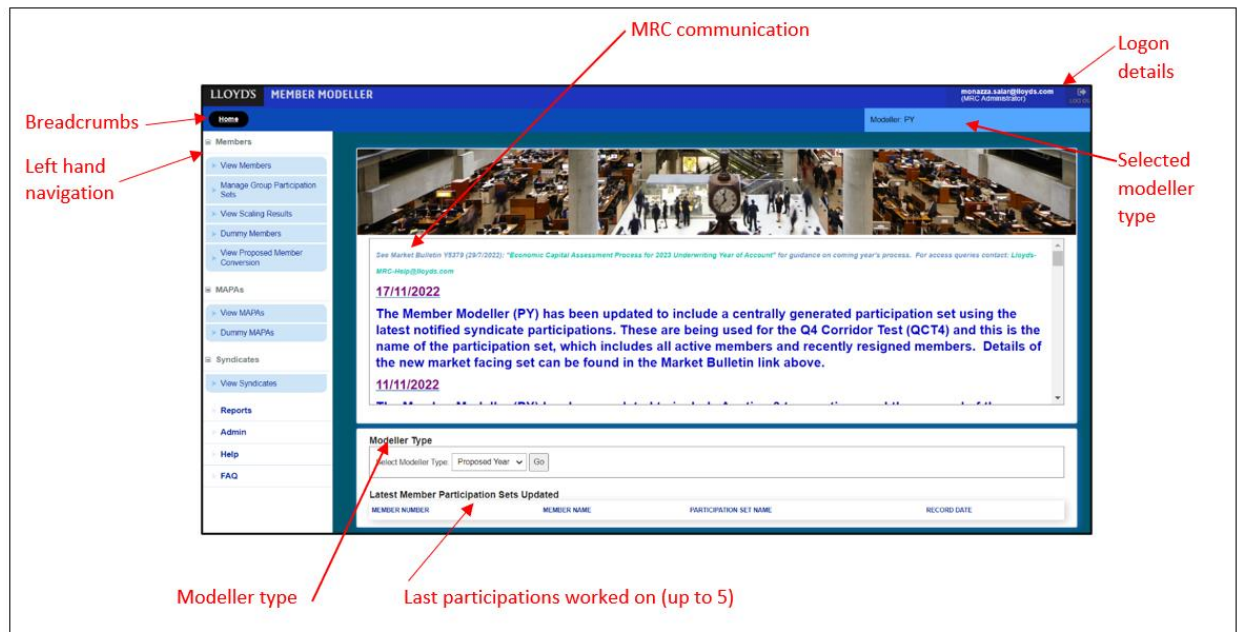 MRC communication
Logon
details
LLOYD'S MEMBER MODELLER
monazza.salar@lloyds.com
(MRC Administrator)
LOG
Breadcrumbs
Home
Modeller: PY
Left hand
navigation
Selected
modeller
type
Members
View Members
Manage Group Participation
Sets
View Scaling Results
Dummy Members
View Proposed Member
Conversion
MAPAs
View MAPAs
Dummy MAPAs
Syndicates
View Syndicates
Reports
Admin
Help
FAQ
See Market Bulletin Y5379 (29/7/2022): "Economic Capital Assessment Process for 2023 Underwriting Year of Account" for guidance on coming year's process. For access queries contact: Lloyds-
MRC-Help@lloyds.com
17/11/2022
The Member Modeller (PY) has been updated to include a centrally generated participation set using the
latest notified syndicate participations. These are being used for the Q4 Corridor Test (QCT4) and this is the
name of the participation set, which includes all active members and recently resigned members. Details of
the new market facing set can be found in the Market Bulletin link above.
11/11/2022
Modeller Type
Select Modeller Type: Proposed Year Go
Latest Member Participation Sets Updated
MEMBER NUMBER MEMBER NAME PARTICIPATION SET NAME RECORD DATE
Modeller type
Last participations worked on (up to 5)